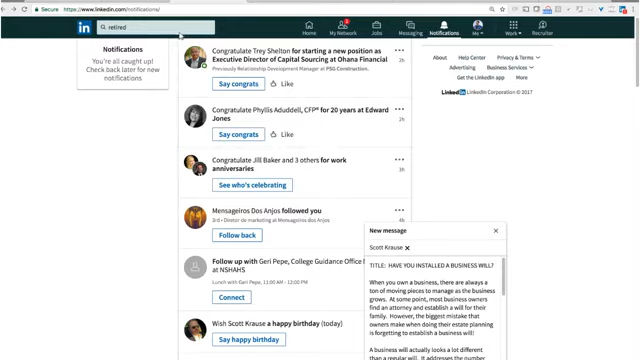 Secure https://www.linkedin.com/notifications/
in
retired
Home
My Network
Jobs
Messaging
Notifications
Me
Work
Recruiter
Notifications
You're all caught up!
Check back later for new
notifications
Congratulate Trey Shelton for starting a new position as
Executive Director of Capital Sourcing at Ohana Financial
Previously Relationship Development Manager at PSG Construction.
2h
Say congrats
Like
Congratulate Phyllis Aduddell, CFP® for 20 years at Edward
Jones
2h
Say congrats
Like
Congratulate Jill Baker and 3 others for work
anniversaries
3h
See who's celebrating
Mensageiros Dos Anjos followed you
3rd • Diretor de marketing at Mensageiros Dos Anjos
4h
Follow back
Follow up with Geri Pepe, College Guidance Office
at NSHAHS
Lunch with Geri Pepe, 11:00 AM - 12:00 PM
Connect
Wish Scott Krause a happy birthday (today)
Say happy birthday
About
Help Center
Privacy & Terms
Advertising
Business Services
Get the LinkedIn app
More
LinkedIn LinkedIn Corporation © 2017
New message
Scott Krause
TITLE: HAVE YOU INSTALLED A BUSINESS WILL?
When you own a business, there are always a
ton of moving pieces to manage as the business
grows. At some point, most business owners
find an attorney and establish a will for their
family. However, the biggest mistake that
owners make when doing their estate planning
is forgetting to establish a business will!
A business will actually looks a lot different
than a regular will. It addresses the number